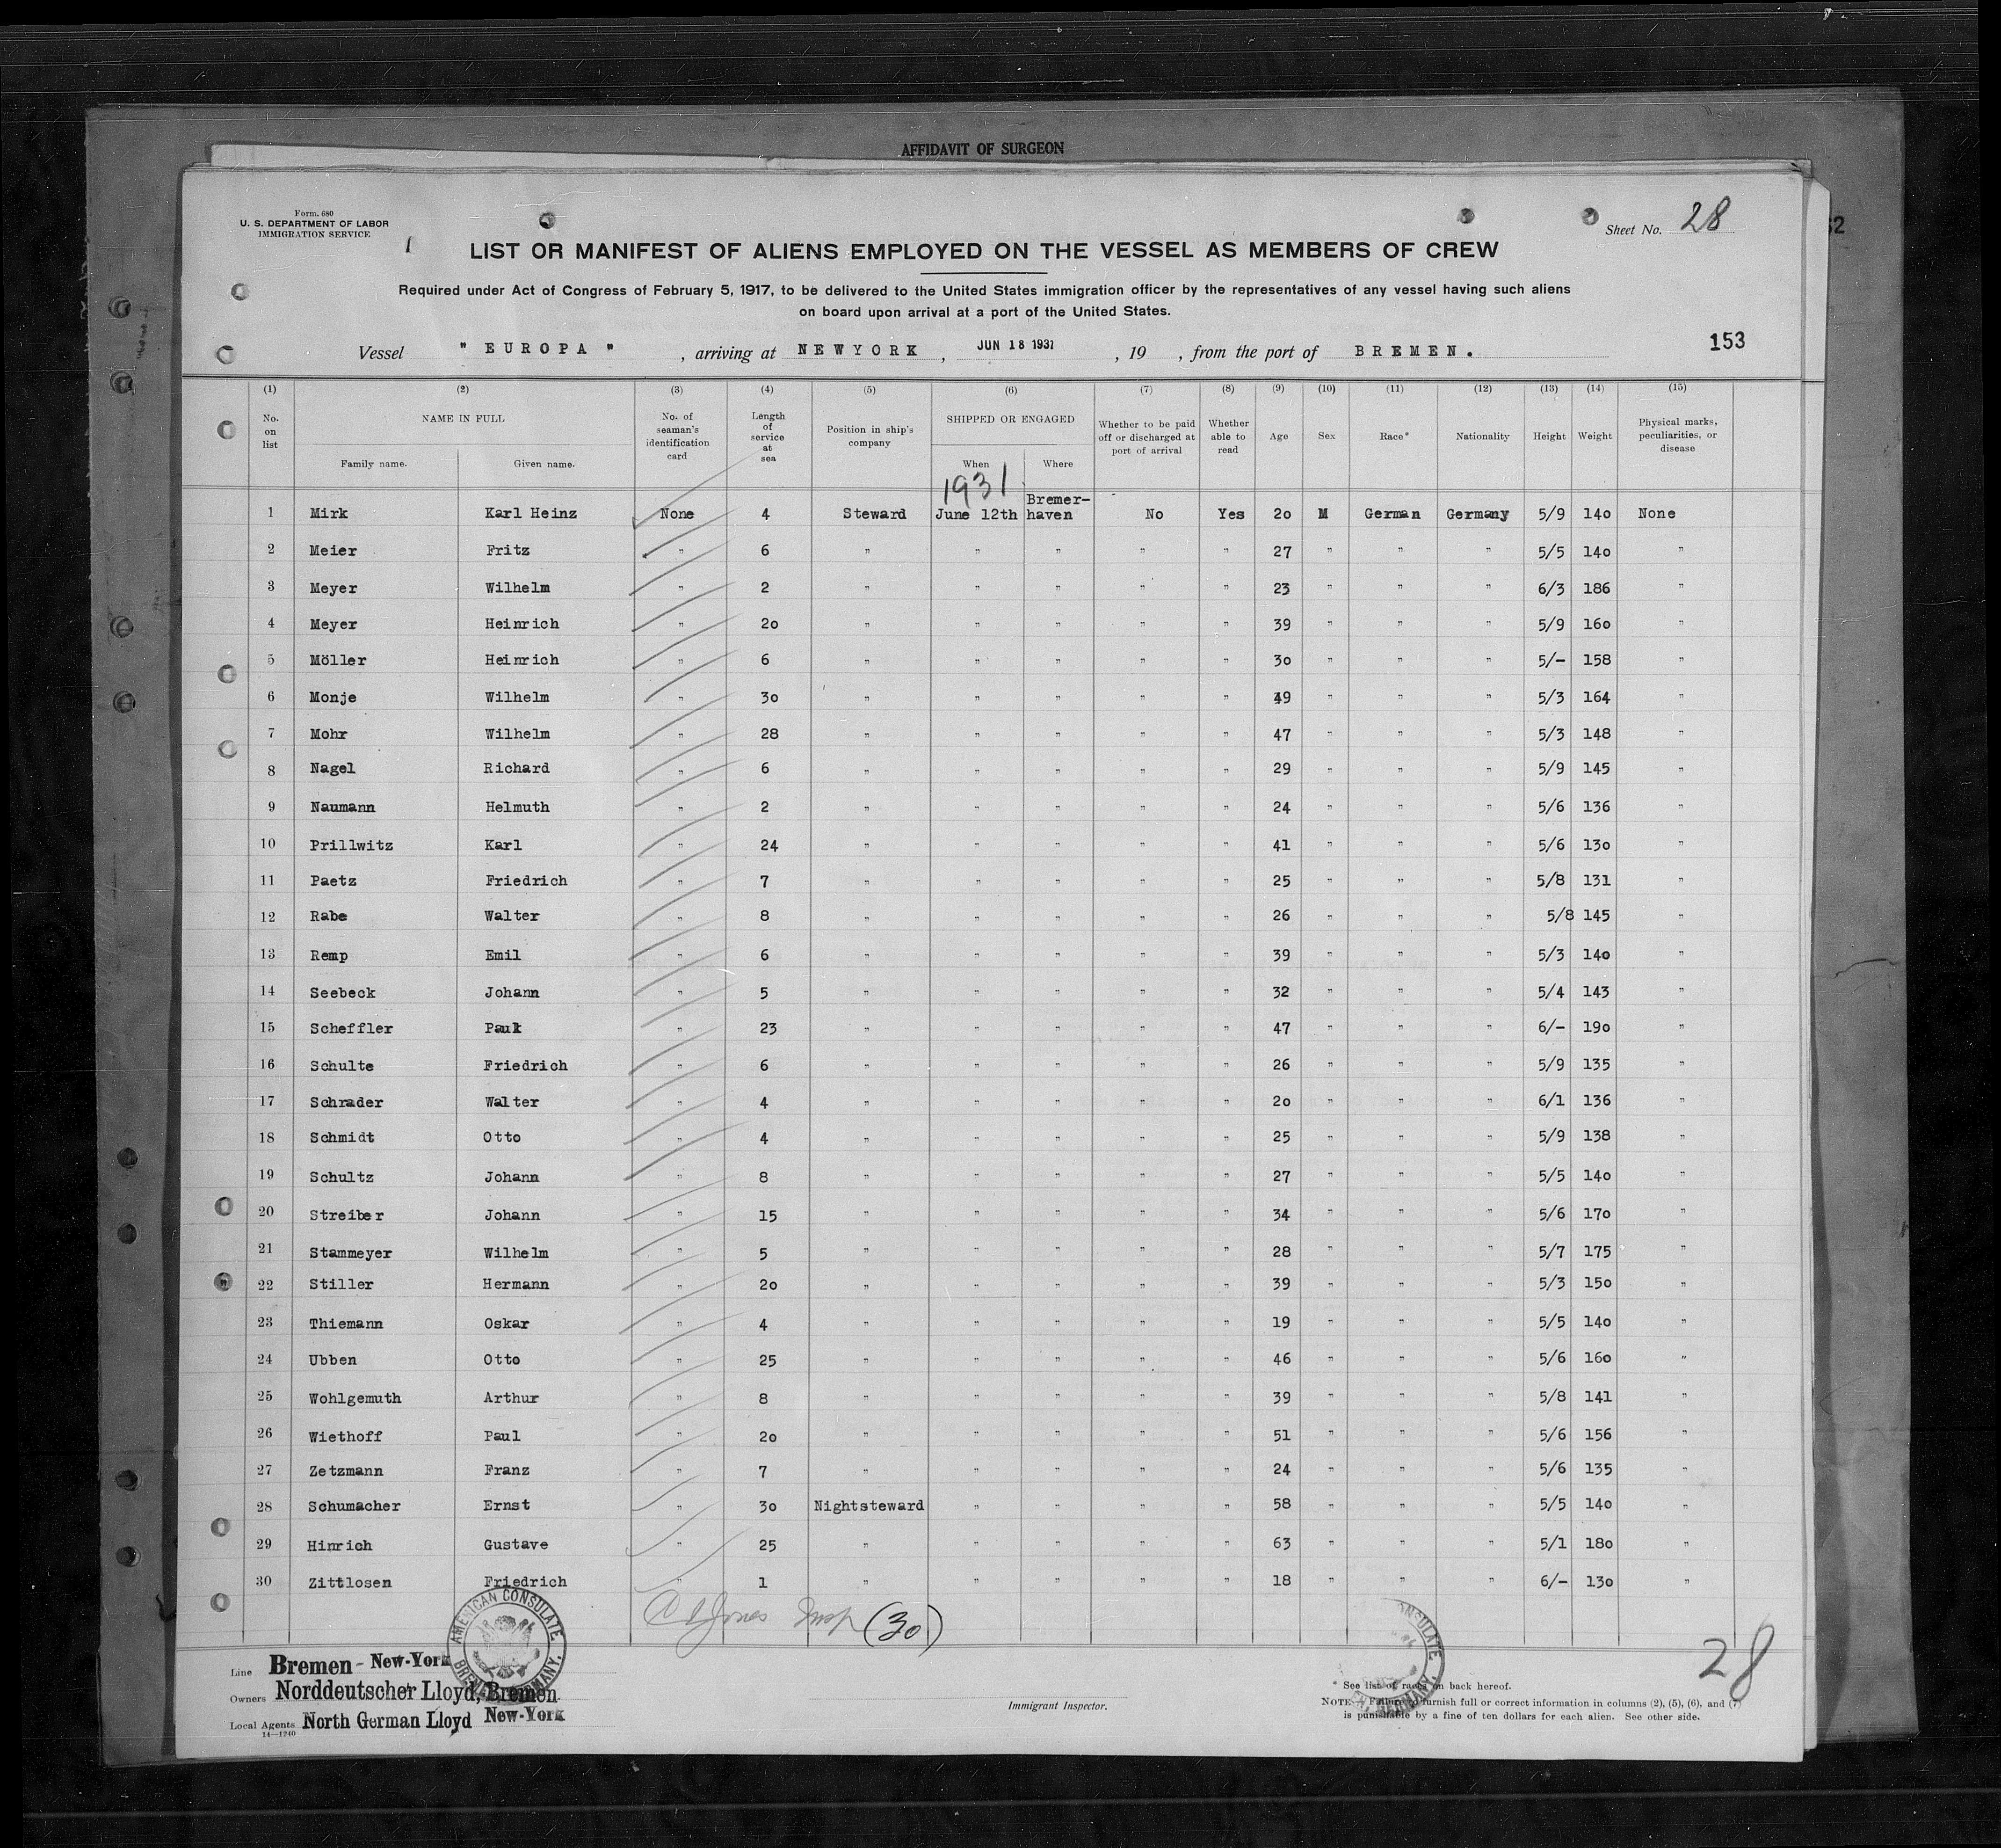 AFFIDAVIT OF SURGEON
Form. 680
U. S. DEPARTMENT OF LABOR
IMMIGRATION SERVICE
Sheet No. 28
LIST OR MANIFEST OF ALIENS EMPLOYED ON THE VESSEL AS MEMBERS OF CREW
Required under Act of Congress of February 5, 1917, to be delivered to the United States immigration officer by the representatives of any vessel having such aliens
on board upon arrival at a port of the United States.
Vessel " EUROPA " , arriving at NEWYORK , JUN 18 1931 , 19 , from the port of BREMEN. 153
(1) (2) (3) (4) (5) (6) (7) (8) (9) (10) (11) (12) (13) (14) (15)
No. on list NAME IN FULL Family name. Given name. No. of seaman's identification card Length of service at sea Position in ship's company SHIPPED OR ENGAGED When Where Whether to be paid off or discharged at port of arrival Whether able to read Age Sex Race* Nationality Height Weight Physical marks, peculiarities, or disease
1931 Bremer-
1 Mirk Karl Heinz None 4 Steward June 12th haven No Yes 20 M German Germany 5/9 140 None
2 Meier Fritz " 6 " " " " " 27 " " " 5/5 140 "
3 Meyer Wilhelm " 2 " " " " " 23 " " " 6/3 186 "
4 Meyer Heinrich " 20 " " " " " 39 " " " 5/9 160 "
5 Möller Heinrich " 6 " " " " " 30 " " " 5/- 158 "
6 Monje Wilhelm " 30 " " " " " 49 " " " 5/3 164 "
7 Mohr Wilhelm " 28 " " " " " 47 " " " 5/3 148 "
8 Nagel Richard " 6 " " " " " 29 " " " 5/9 145 "
9 Naumann Helmuth " 2 " " " " " 24 " " " 5/6 136 "
10 Prillwitz Karl " 24 " " " " " 41 " " " 5/6 130 "
11 Paetz Friedrich " 7 " " " " " 25 " " " 5/8 131 "
12 Rabe Walter " 8 " " " " " 26 " " " 5/8 145 "
13 Remp Emil " 6 " " " " " 39 " " " 5/3 140 "
14 Seebeck Johann " 5 " " " " " 32 " " " 5/4 143 "
15 Scheffler Paul " 23 " " " " " 47 " " " 6/- 190 "
16 Schulte Friedrich " 6 " " " " " 26 " " " 5/9 135 "
17 Schrader Walter " 4 " " " " " 20 " " " 6/1 136 "
18 Schmidt Otto " 4 " " " " " 25 " " " 5/9 138 "
19 Schultz Johann " 8 " " " " " 27 " " " 5/5 140 "
20 Streiber Johann " 15 " " " " " 34 " " " 5/6 170 "
21 Stammeyer Wilhelm " 5 " " " " " 28 " " " 5/7 175 "
22 Stiller Hermann " 20 " " " " " 39 " " " 5/3 150 "
23 Thiemann Oskar " 4 " " " " " 19 " " " 5/5 140 "
24 Ubben Otto " 25 " " " " " 46 " " " 5/6 160 "
25 Wohlgemuth Arthur " 8 " " " " " 39 " " " 5/8 141 "
26 Wiethoff Paul " 20 " " " " " 51 " " " 5/6 156 "
27 Zetzmann Franz " 7 " " " " " 24 " " " 5/6 135 "
28 Schumacher Ernst " 30 Nightsteward " " " " 58 " " " 5/5 140 "
29 Hinrich Gustave " 25 " " " " " 63 " " " 5/1 180 "
30 Zittlosen Friedrich " 1 " " " " " 18 " " " 6/- 130 "
(30)
AMERICAN CONSULATE BREMEN, GERMANY.
28
Line Bremen - New-York
Owners Norddeutscher Lloyd, Bremen.
Local Agents North German Lloyd New-York
14—1240
Immigrant Inspector.
* See list of races on back hereof.
NOTE.—Failure to furnish full or correct information in columns (2), (5), (6), and (7)
is punishable by a fine of ten dollars for each alien. See other side.